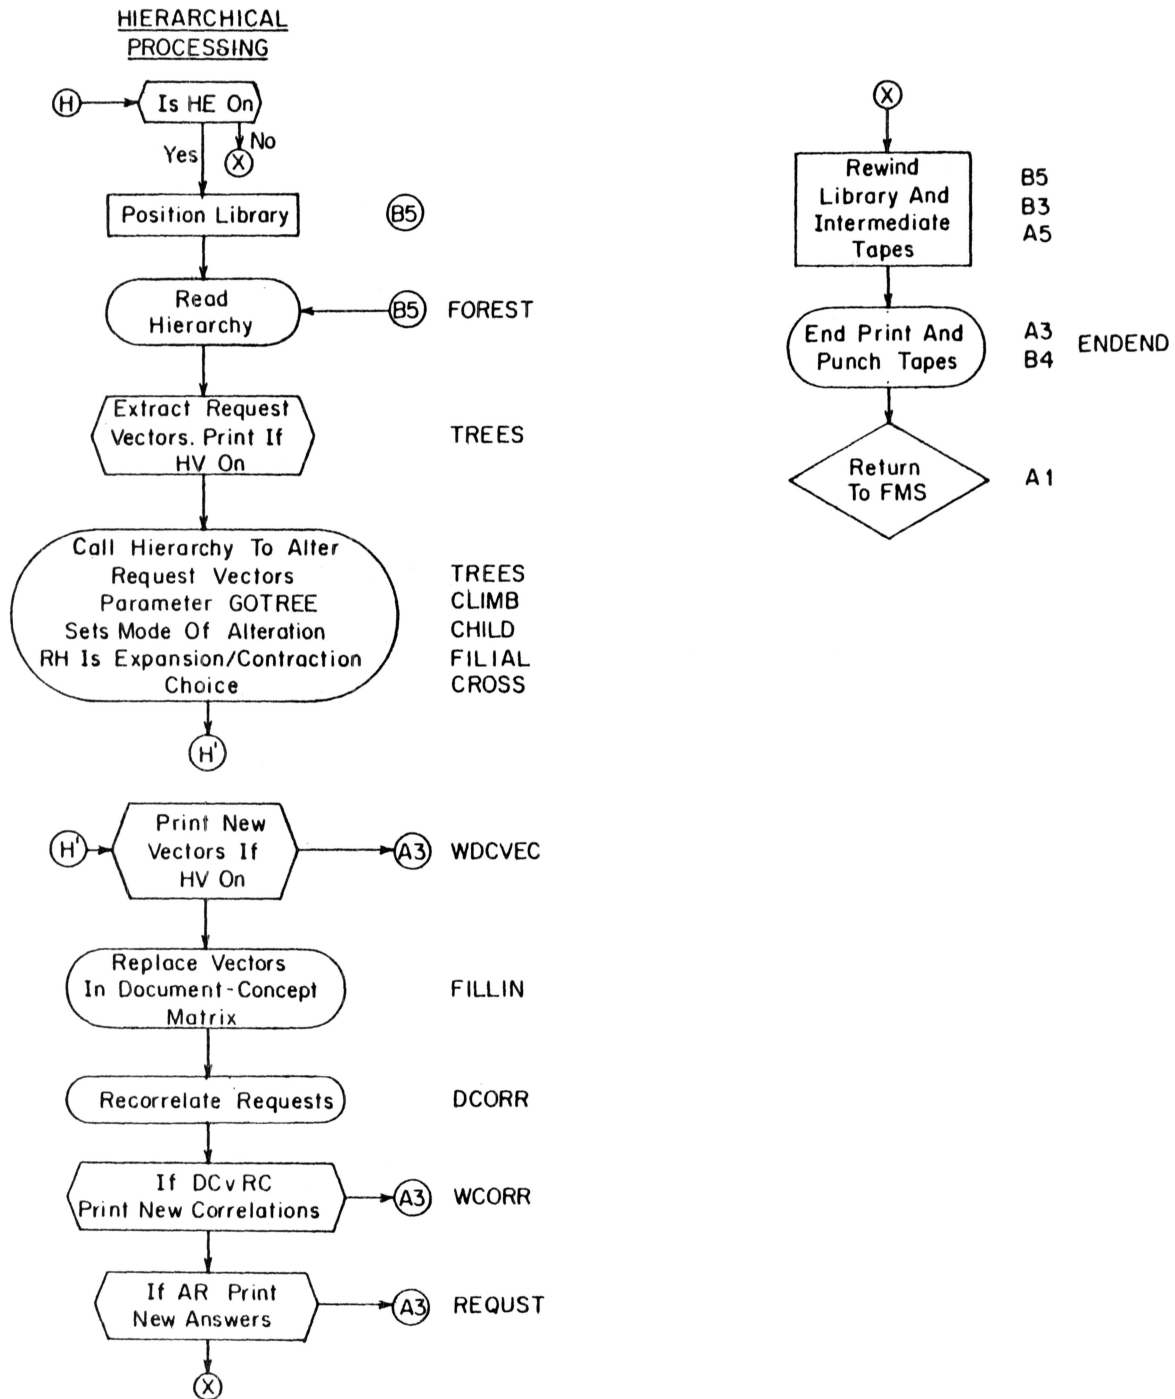 HIERARCHICAL
PROCESSING
H
Is HE On
Yes
No
X
Position Library
B5
Read
Hierarchy
B5
FOREST
Extract Request
Vectors. Print If
HV On
TREES
Call Hierarchy To Alter
Request Vectors
Parameter GOTREE
Sets Mode Of Alteration
RH Is Expansion/Contraction
Choice
TREES
CLIMB
CHILD
FILIAL
CROSS
H'
H'
Print New
Vectors If
HV On
A3
WDCVEC
Replace Vectors
In Document-Concept
Matrix
FILLIN
Recorrelate Requests
DCORR
If DCvRC
Print New Correlations
A3
WCORR
If AR Print
New Answers
A3
REQUST
X
X
Rewind
Library And
Intermediate
Tapes
B5
B3
A5
End Print And
Punch Tapes
A3
B4
ENDEND
Return
To FMS
A1